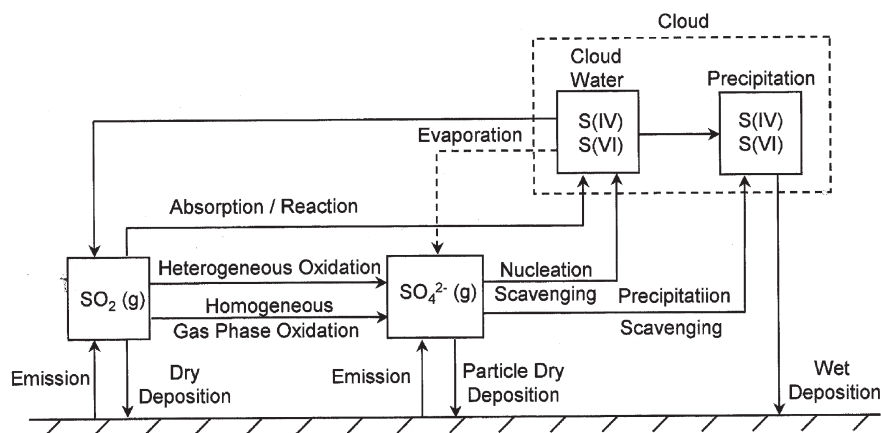 Cloud
Cloud
Water
Precipitation
S(IV)
S(VI)
S(IV)
S(VI)
Evaporation
Absorption / Reaction
SO₂ (g)
Heterogeneous Oxidation
Homogeneous
Gas Phase Oxidation
SO₄²⁻ (g)
Nucleation
Scavenging
Precipitatiion
Scavenging
Emission
Dry
Deposition
Emission
Particle Dry
Deposition
Wet
Deposition